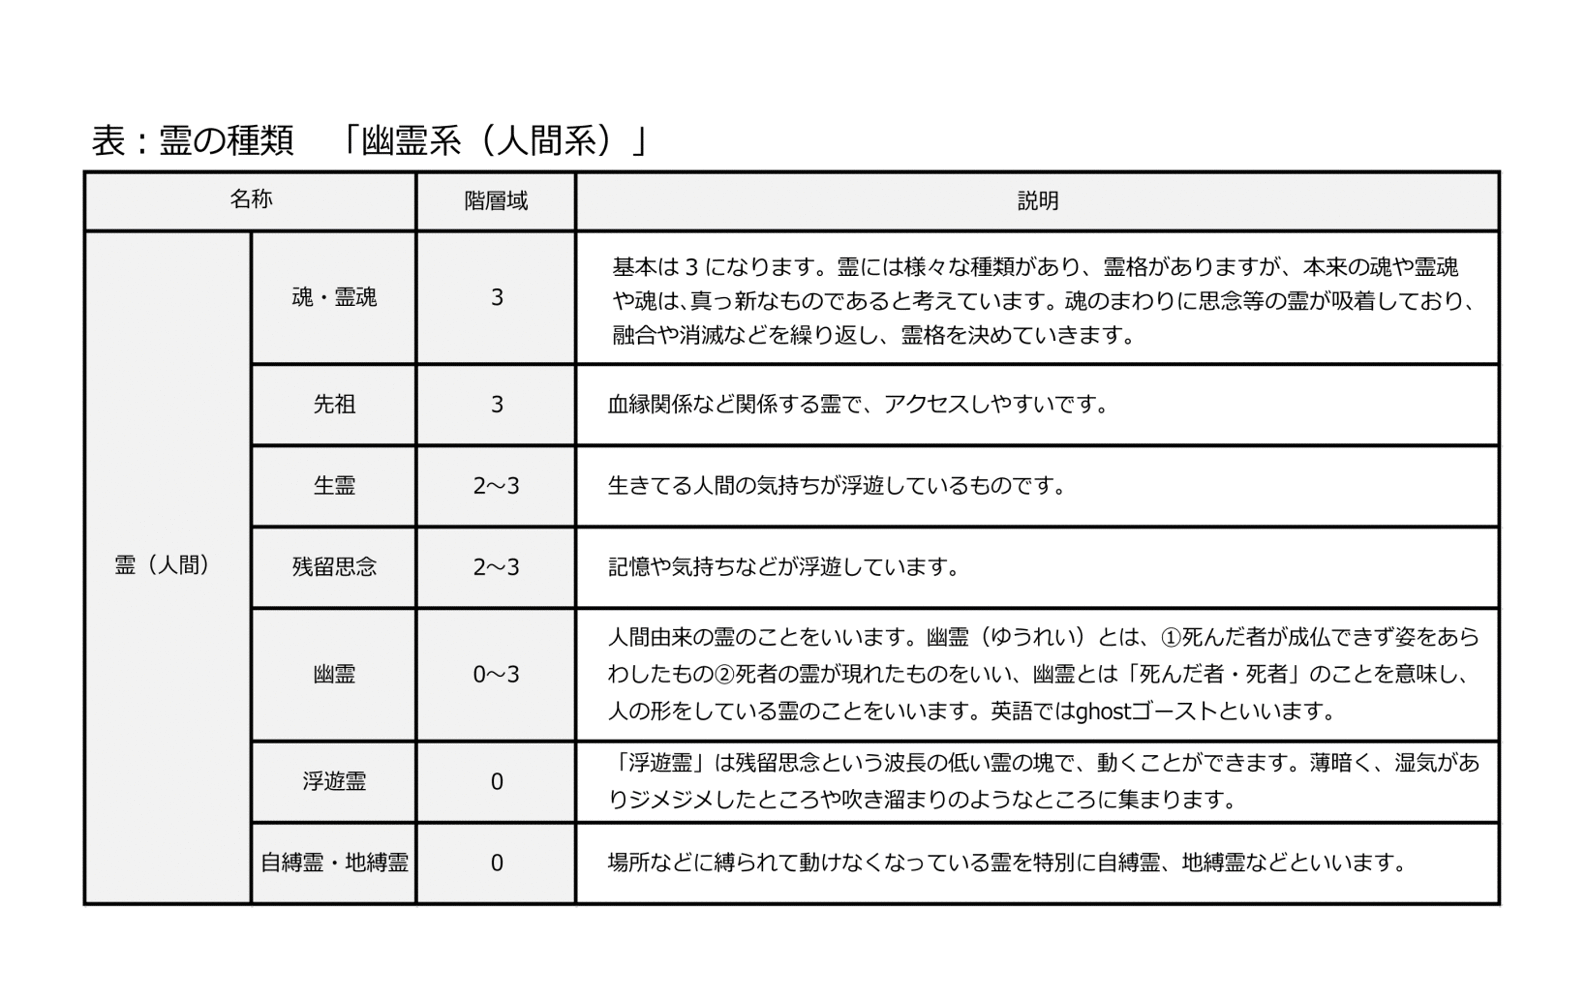 表：霊の種類　「幽霊系（人間系）」
名称
階層域
説明
霊（人間）
魂・霊魂
3
基本は 3 になります。霊には様々な種類があり、霊格がありますが、本来の魂や霊魂
や魂は、真っ新なものであると考えています。魂のまわりに思念等の霊が吸着しており、
融合や消滅などを繰り返し、霊格を決めていきます。
先祖
3
血縁関係など関係する霊で、アクセスしやすいです。
生霊
2～3
生きてる人間の気持ちが浮遊しているものです。
残留思念
2～3
記憶や気持ちなどが浮遊しています。
幽霊
0～3
人間由来の霊のことをいいます。幽霊（ゆうれい）とは、①死んだ者が成仏できず姿をあら
わしたもの②死者の霊が現れたものをいい、幽霊とは「死んだ者・死者」のことを意味し、
人の形をしている霊のことをいいます。英語ではghostゴーストといいます。
浮遊霊
0
「浮遊霊」は残留思念という波長の低い霊の塊で、動くことができます。薄暗く、湿気があ
りジメジメしたところや吹き溜まりのようなところに集まります。
自縛霊・地縛霊
0
場所などに縛られて動けなくなっている霊を特別に自縛霊、地縛霊などといいます。